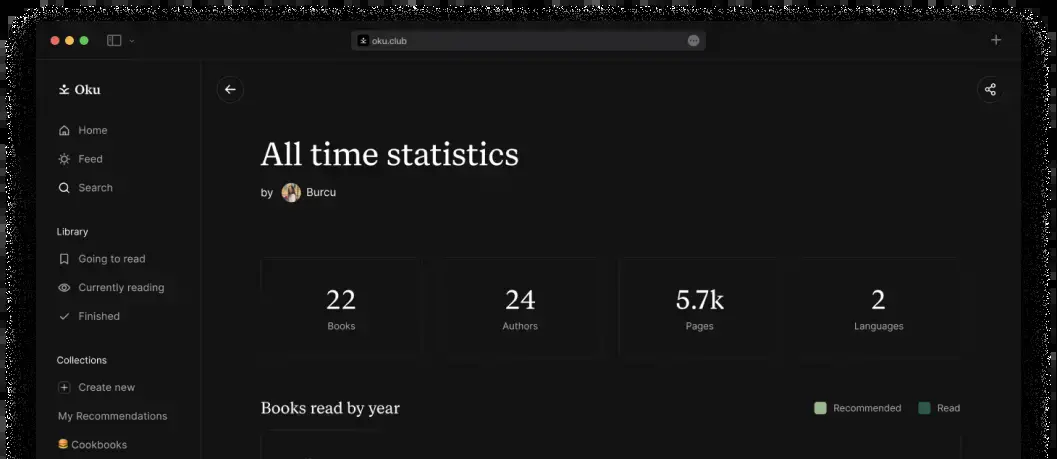 oku.club
Oku
Home
Feed
Search
Library
Going to read
Currently reading
Finished
Collections
Create new
My Recommendations
Cookbooks
All time statistics
by Burcu
22
Books
24
Authors
5.7k
Pages
2
Languages
Books read by year
Recommended
Read